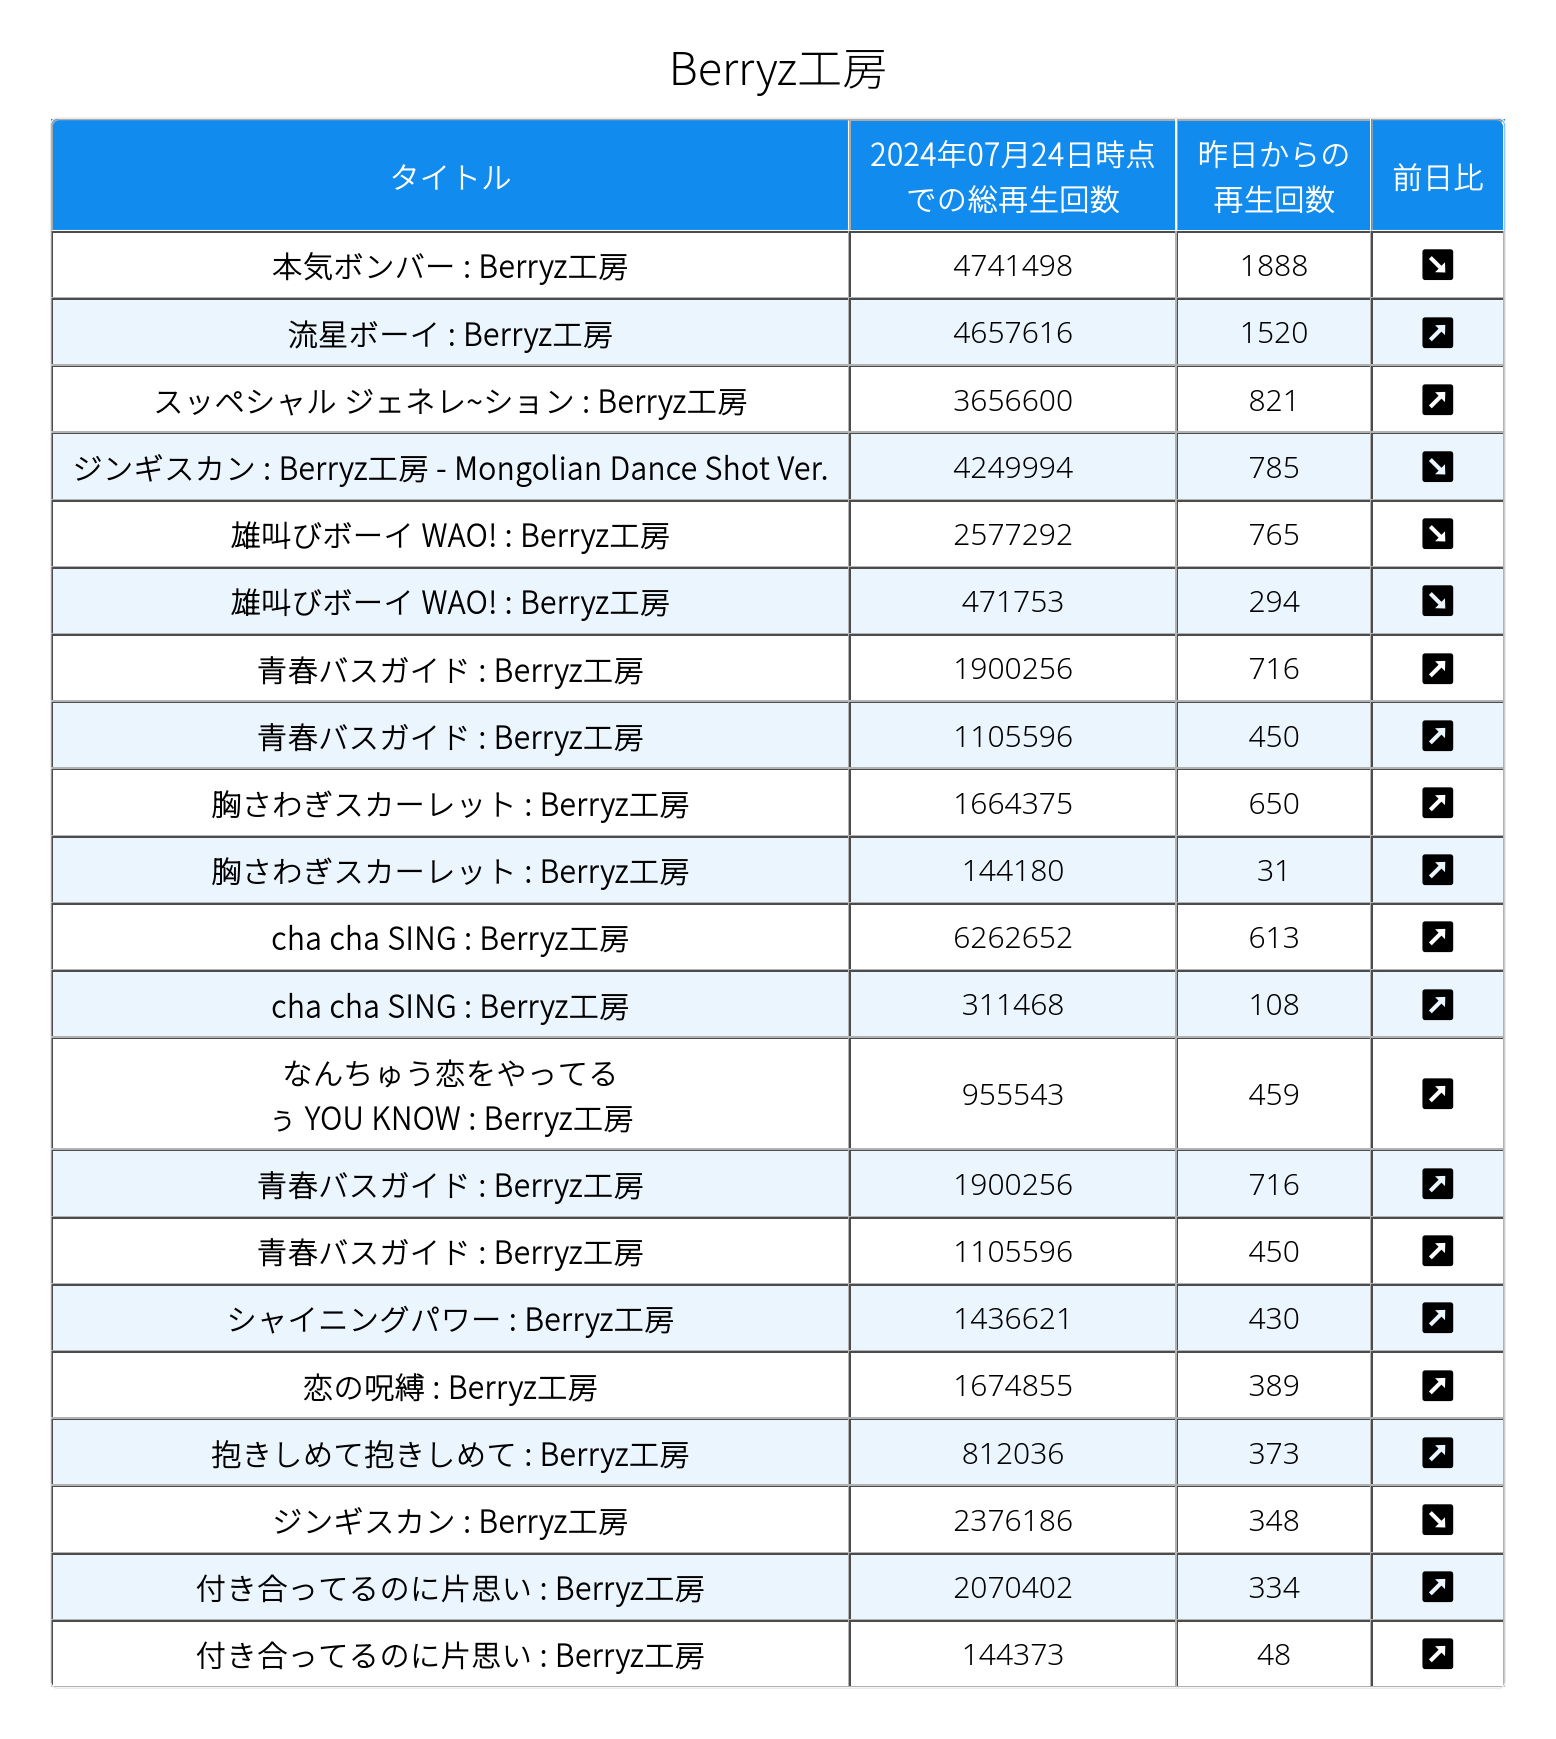 Berryz工房
タイトル
2024年07月24日時点
での総再生回数
昨日からの
再生回数
前日比
本気ボンバー : Berryz工房 4741498 1888
流星ボーイ : Berryz工房 4657616 1520
スッペシャル ジェネレ~ション : Berryz工房 3656600 821
ジンギスカン : Berryz工房 - Mongolian Dance Shot Ver. 4249994 785
雄叫びボーイ WAO! : Berryz工房 2577292 765
雄叫びボーイ WAO! : Berryz工房 471753 294
青春バスガイド : Berryz工房 1900256 716
青春バスガイド : Berryz工房 1105596 450
胸さわぎスカーレット : Berryz工房 1664375 650
胸さわぎスカーレット : Berryz工房 144180 31
cha cha SING : Berryz工房 6262652 613
cha cha SING : Berryz工房 311468 108
なんちゅう恋をやってる
ぅ YOU KNOW : Berryz工房 955543 459
青春バスガイド : Berryz工房 1900256 716
青春バスガイド : Berryz工房 1105596 450
シャイニングパワー : Berryz工房 1436621 430
恋の呪縛 : Berryz工房 1674855 389
抱きしめて抱きしめて : Berryz工房 812036 373
ジンギスカン : Berryz工房 2376186 348
付き合ってるのに片思い : Berryz工房 2070402 334
付き合ってるのに片思い : Berryz工房 144373 48